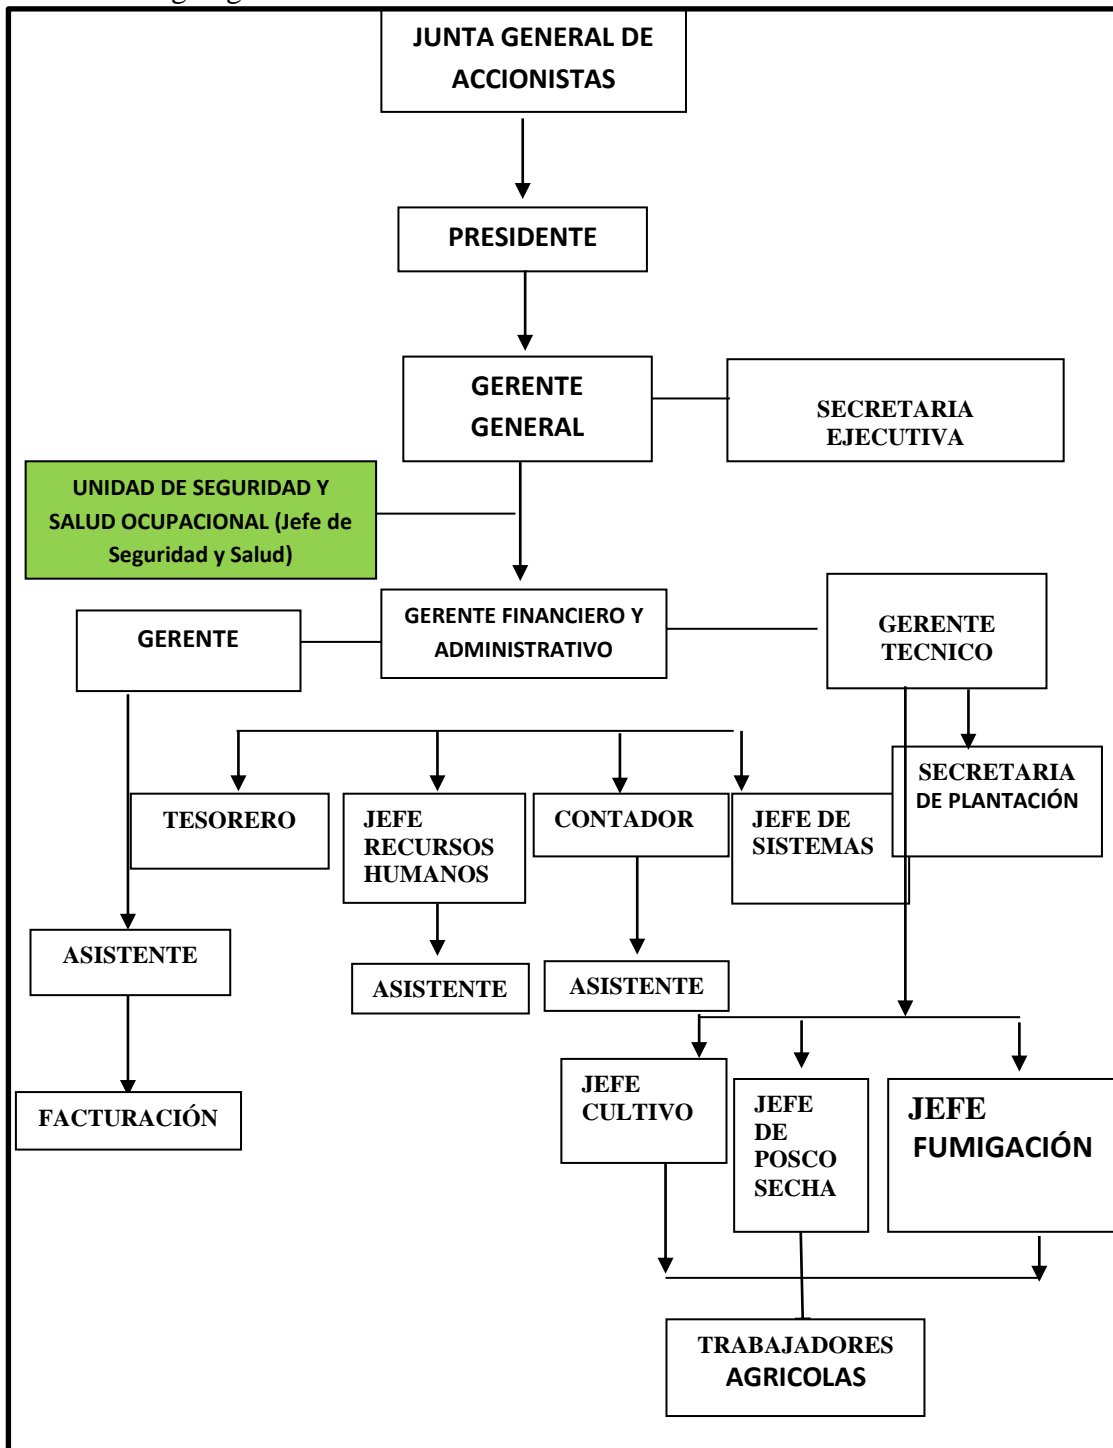 JUNTA GENERAL DE
ACCIONISTAS
PRESIDENTE
GERENTE
GENERAL
SECRETARIA
EJECUTIVA
UNIDAD DE SEGURIDAD Y
SALUD OCUPACIONAL (Jefe de
Seguridad y Salud)
GERENTE
GERENTE FINANCIERO Y
ADMINISTRATIVO
GERENTE
TECNICO
SECRETARIA
DE PLANTACIÓN
TESORERO
JEFE
RECURSOS
HUMANOS
CONTADOR
JEFE DE
SISTEMAS
ASISTENTE
ASISTENTE
ASISTENTE
FACTURACIÓN
JEFE
CULTIVO
JEFE
DE
POSCO
SECHA
JEFE
FUMIGACIÓN
TRABAJADORES
AGRICOLAS